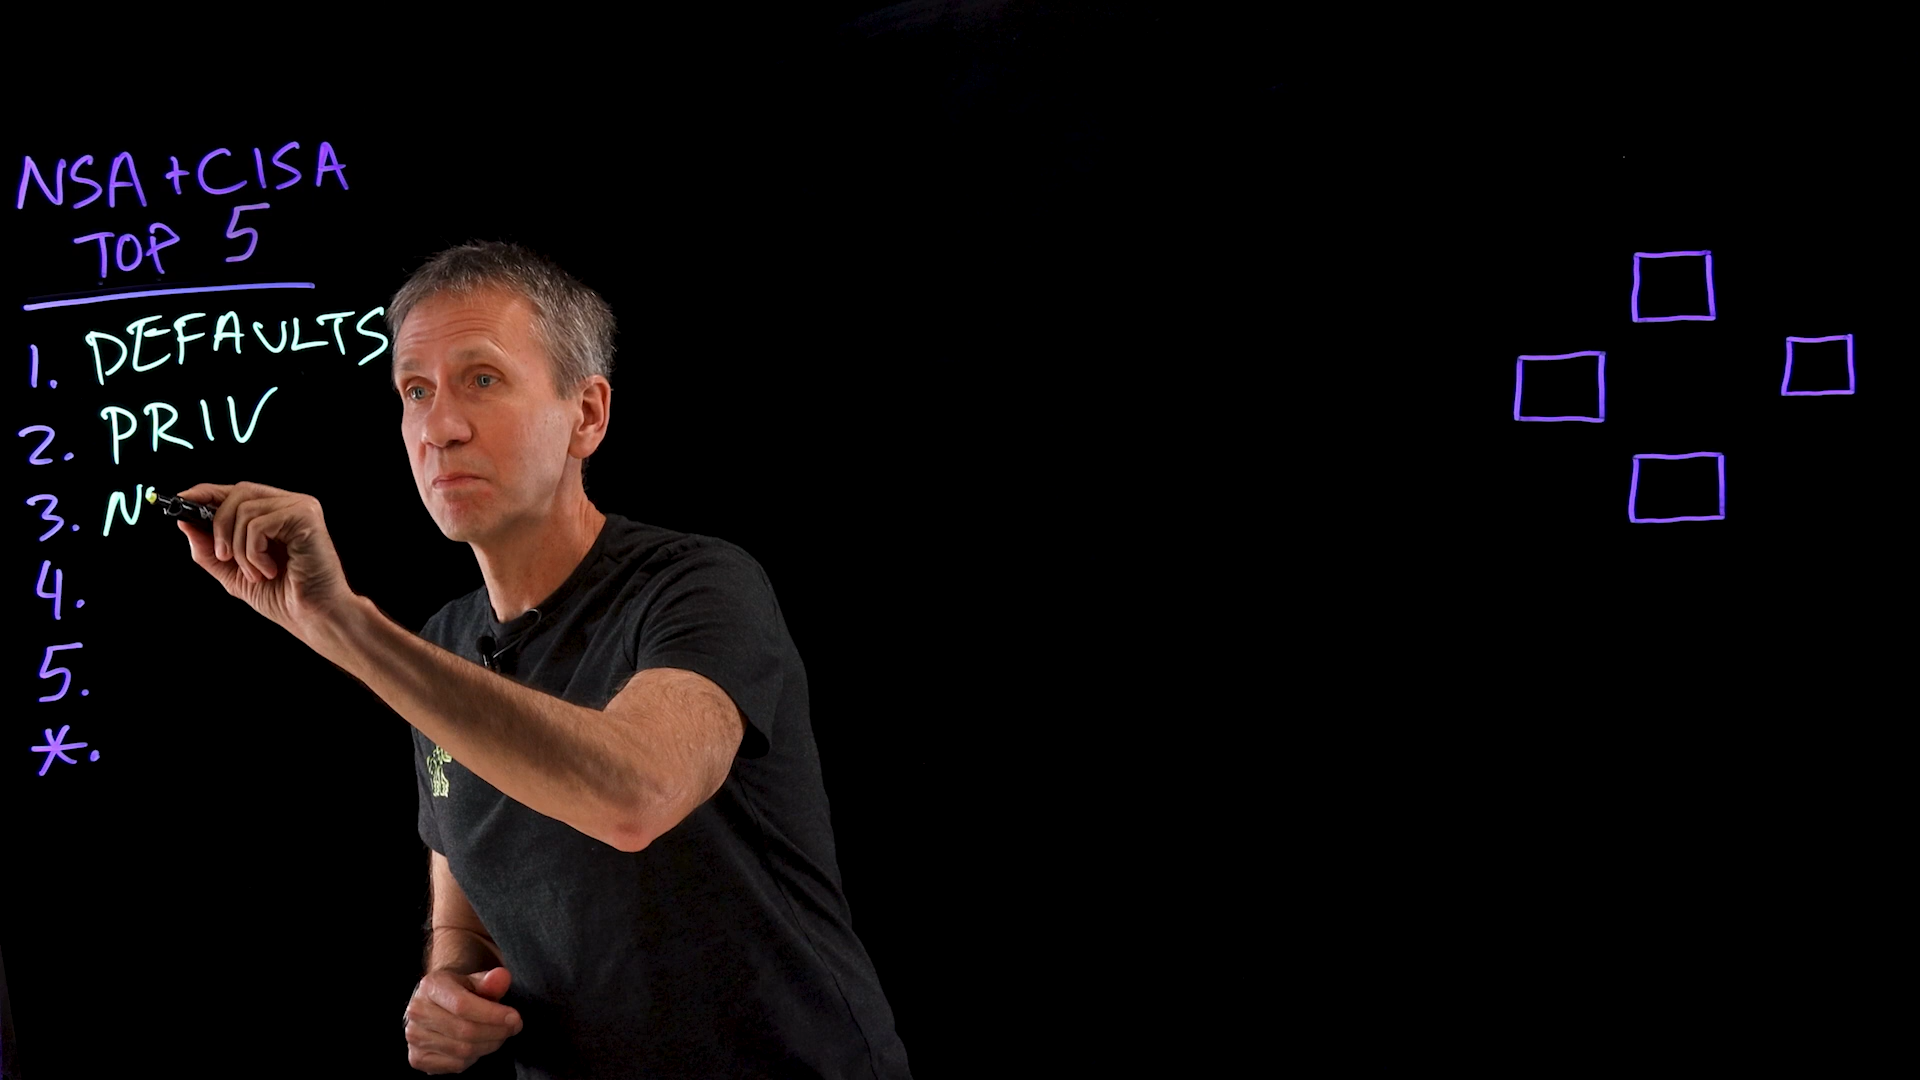 NSA + CISA
TOP 5
1. DEFAULTS
2. PRIV
3. N
4.
5.
*.